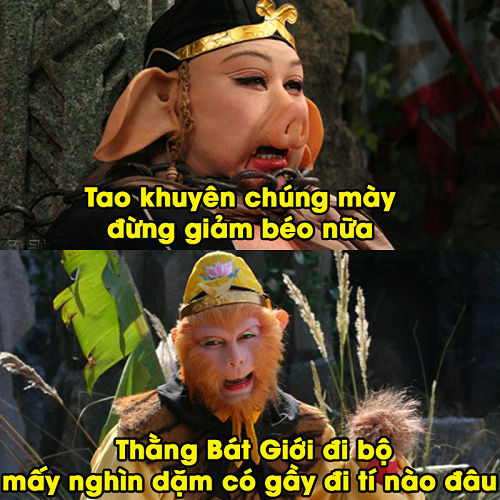 Tao khuyên chúng mày
đừng giảm béo nữa
Thằng Bát Giới đi bộ
mấy nghìn dặm có gầy đi tí nào đâu